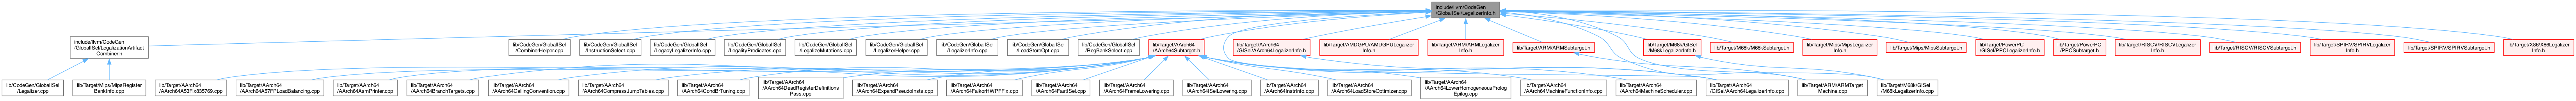 include/llvm/CodeGen
/GlobalISel/LegalizerInfo.h
include/llvm/CodeGen
/GlobalISel/LegalizationArtifact
Combiner.h
lib/CodeGen/GlobalISel
/CombinerHelper.cpp
lib/CodeGen/GlobalISel
/InstructionSelect.cpp
lib/CodeGen/GlobalISel
/LegacyLegalizerInfo.cpp
lib/CodeGen/GlobalISel
/LegalityPredicates.cpp
lib/CodeGen/GlobalISel
/LegalizeMutations.cpp
lib/CodeGen/GlobalISel
/LegalizerHelper.cpp
lib/CodeGen/GlobalISel
/LegalizerInfo.cpp
lib/CodeGen/GlobalISel
/LoadStoreOpt.cpp
lib/CodeGen/GlobalISel
/RegBankSelect.cpp
lib/Target/AArch64
/AArch64Subtarget.h
lib/Target/AArch64
/GISel/AArch64LegalizerInfo.h
lib/Target/AMDGPU/AMDGPULegalizer
Info.h
lib/Target/ARM/ARMLegalizer
Info.h
lib/Target/ARM/ARMSubtarget.h
lib/Target/M68k/GISel
/M68kLegalizerInfo.h
lib/Target/M68k/M68kSubtarget.h
lib/Target/Mips/MipsLegalizer
Info.h
lib/Target/Mips/MipsSubtarget.h
lib/Target/PowerPC
/GISel/PPCLegalizerInfo.h
lib/Target/PowerPC
/PPCSubtarget.h
lib/Target/RISCV/RISCVLegalizer
Info.h
lib/Target/RISCV/RISCVSubtarget.h
lib/Target/SPIRV/SPIRVLegalizer
Info.h
lib/Target/SPIRV/SPIRVSubtarget.h
lib/Target/X86/X86Legalizer
Info.h
lib/CodeGen/GlobalISel
/Legalizer.cpp
lib/Target/Mips/MipsRegister
BankInfo.cpp
lib/Target/AArch64
/AArch64A53Fix835769.cpp
lib/Target/AArch64
/AArch64A57FPLoadBalancing.cpp
lib/Target/AArch64
/AArch64AsmPrinter.cpp
lib/Target/AArch64
/AArch64BranchTargets.cpp
lib/Target/AArch64
/AArch64CallingConvention.cpp
lib/Target/AArch64
/AArch64CompressJumpTables.cpp
lib/Target/AArch64
/AArch64CondBrTuning.cpp
lib/Target/AArch64
/AArch64DeadRegisterDefinitions
Pass.cpp
lib/Target/AArch64
/AArch64ExpandPseudoInsts.cpp
lib/Target/AArch64
/AArch64FalkorHWPFFix.cpp
lib/Target/AArch64
/AArch64FastISel.cpp
lib/Target/AArch64
/AArch64FrameLowering.cpp
lib/Target/AArch64
/AArch64ISelLowering.cpp
lib/Target/AArch64
/AArch64InstrInfo.cpp
lib/Target/AArch64
/AArch64LoadStoreOptimizer.cpp
lib/Target/AArch64
/AArch64LowerHomogeneousProlog
Epilog.cpp
lib/Target/AArch64
/AArch64MachineFunctionInfo.cpp
lib/Target/AArch64
/AArch64MachineScheduler.cpp
lib/Target/AArch64
/GISel/AArch64LegalizerInfo.cpp
lib/Target/ARM/ARMTarget
Machine.cpp
lib/Target/M68k/GISel
/M68kLegalizerInfo.cpp